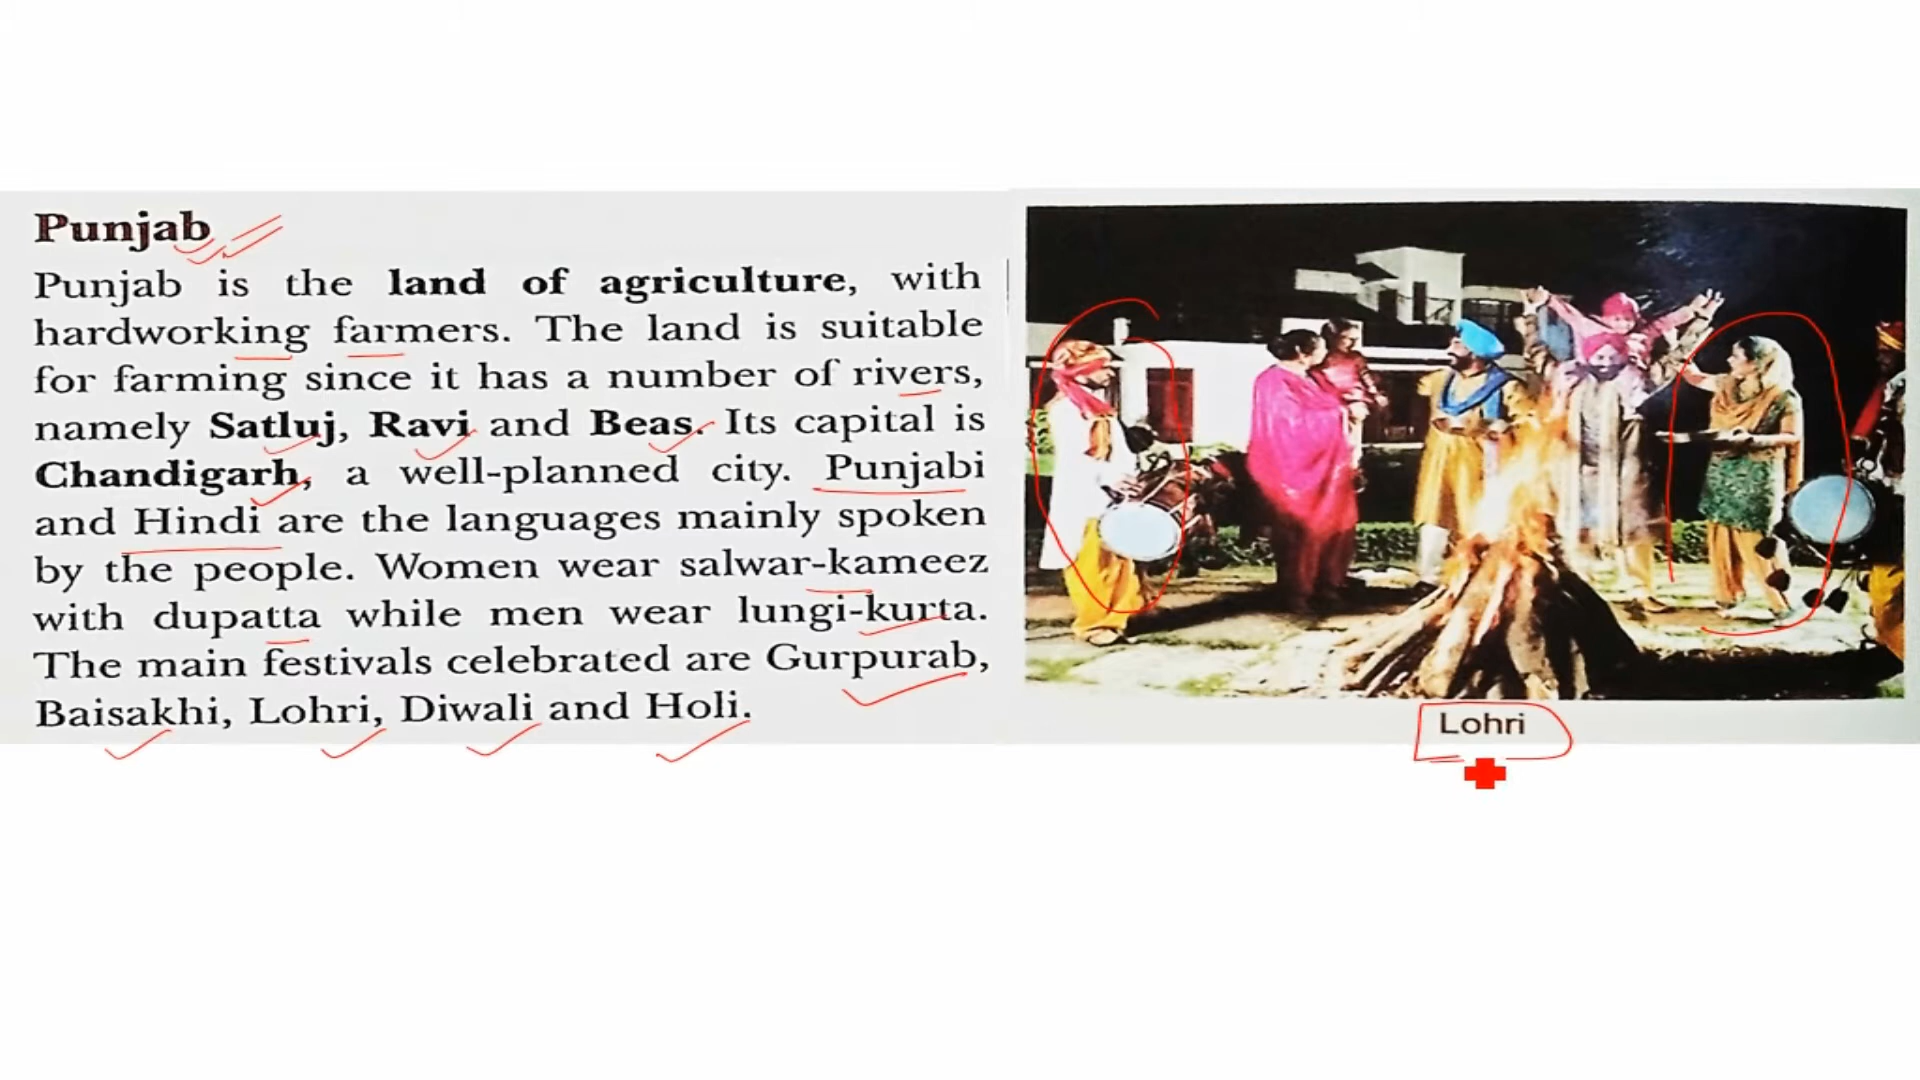 Punjab
Punjab is the land of agriculture, with
hardworking farmers. The land is suitable
for farming since it has a number of rivers,
namely Satluj, Ravi and Beas. Its capital is
Chandigarh, a well-planned city. Punjabi
and Hindi are the languages mainly spoken
by the people. Women wear salwar-kameez
with dupatta while men wear lungi-kurta.
The main festivals celebrated are Gurpurab,
Baisakhi, Lohri, Diwali and Holi.
Lohri